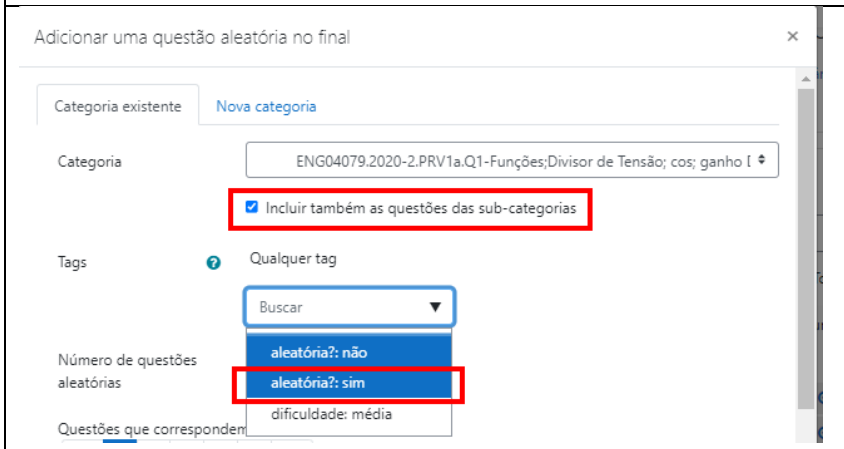 Adicionar uma questão aleatória no final ×
Categoria existente Nova categoria
Categoria ENG04079.2020-2.PRV1a.Q1-Funções;Divisor de Tensão; cos; ganho
Incluir também as questões das sub-categorias
Tags Qualquer tag
Buscar
aleatória?: não
Número de questões
aleatórias
aleatória?: sim
dificuldade: média
Questões que correspondem